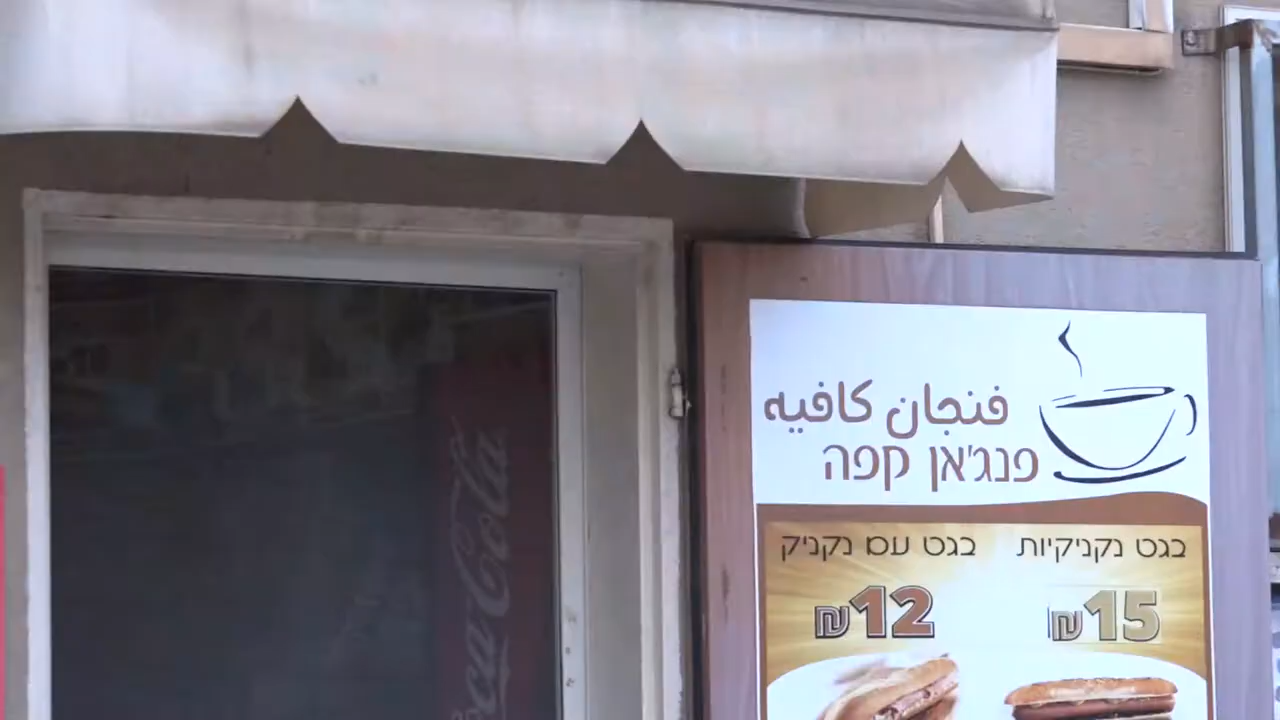 فنجان كافيه
פנג'אן קפה
בגט נקניקיות
בגט עם נקניק
₪15
₪12
Coca-Cola